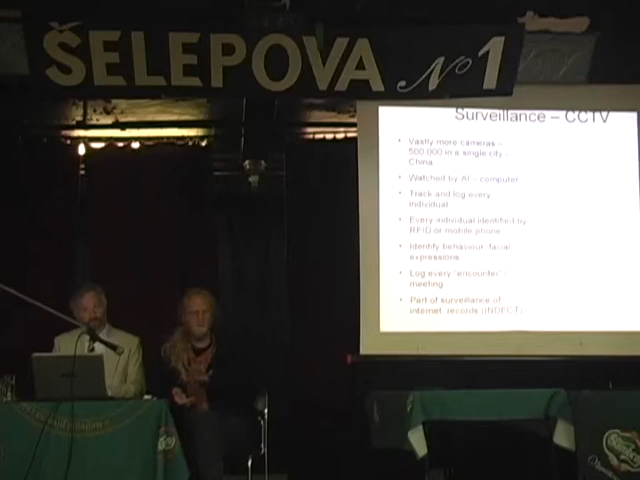 ŠELEPOVA No 1
Surveillance – CCTV
• Vastly more cameras –
500,000 in a single city -
China
• Watched by AI – computer
• Track and log every
individual
• Every individual identified by
RFID or mobile phone
• Identify behaviour, facial
expressions
• Log every "encounter" -
meeting
• Part of surveillance of
internet, records (INDECT)